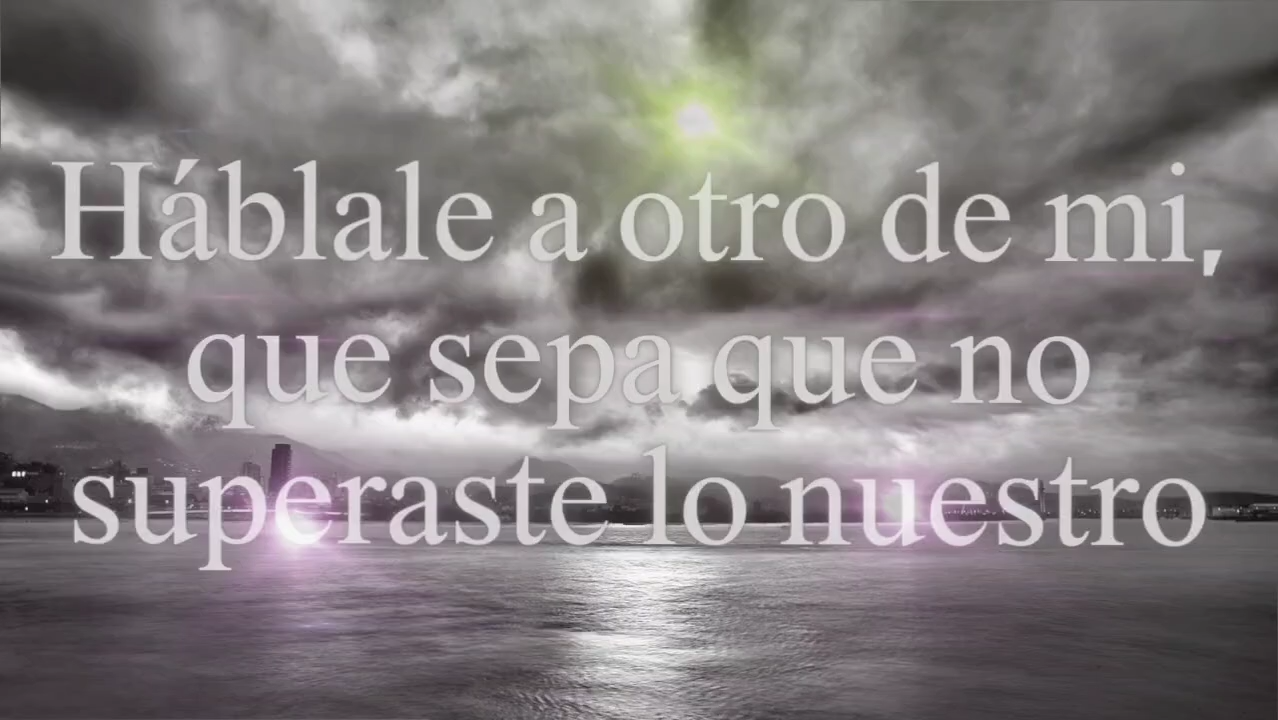 Háblale a otro de mi,
que sepa que no
superaste lo nuestro